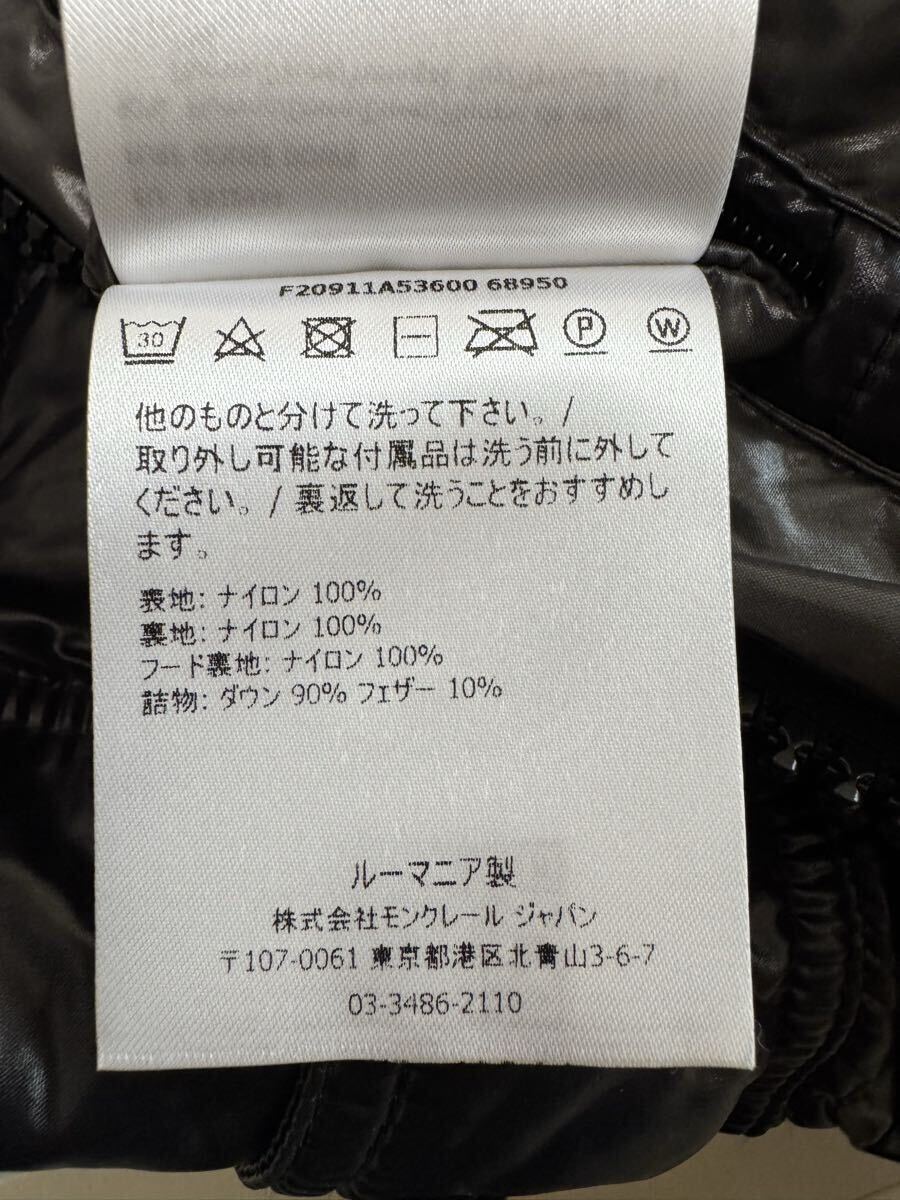 F20911A53600 68950
30 P W
他のものと分けて洗って下さい。/
取り外し可能な付属品は洗う前に外して
ください。/ 裏返して洗うことをおすすめし
ます。
表地: ナイロン 100%
裏地: ナイロン 100%
フード裏地: ナイロン 100%
詰物: ダウン 90% フェザー 10%
ルーマニア製
株式会社モンクレール ジャパン
〒107-0061 東京都港区北青山3-6-7
03-3486-2110